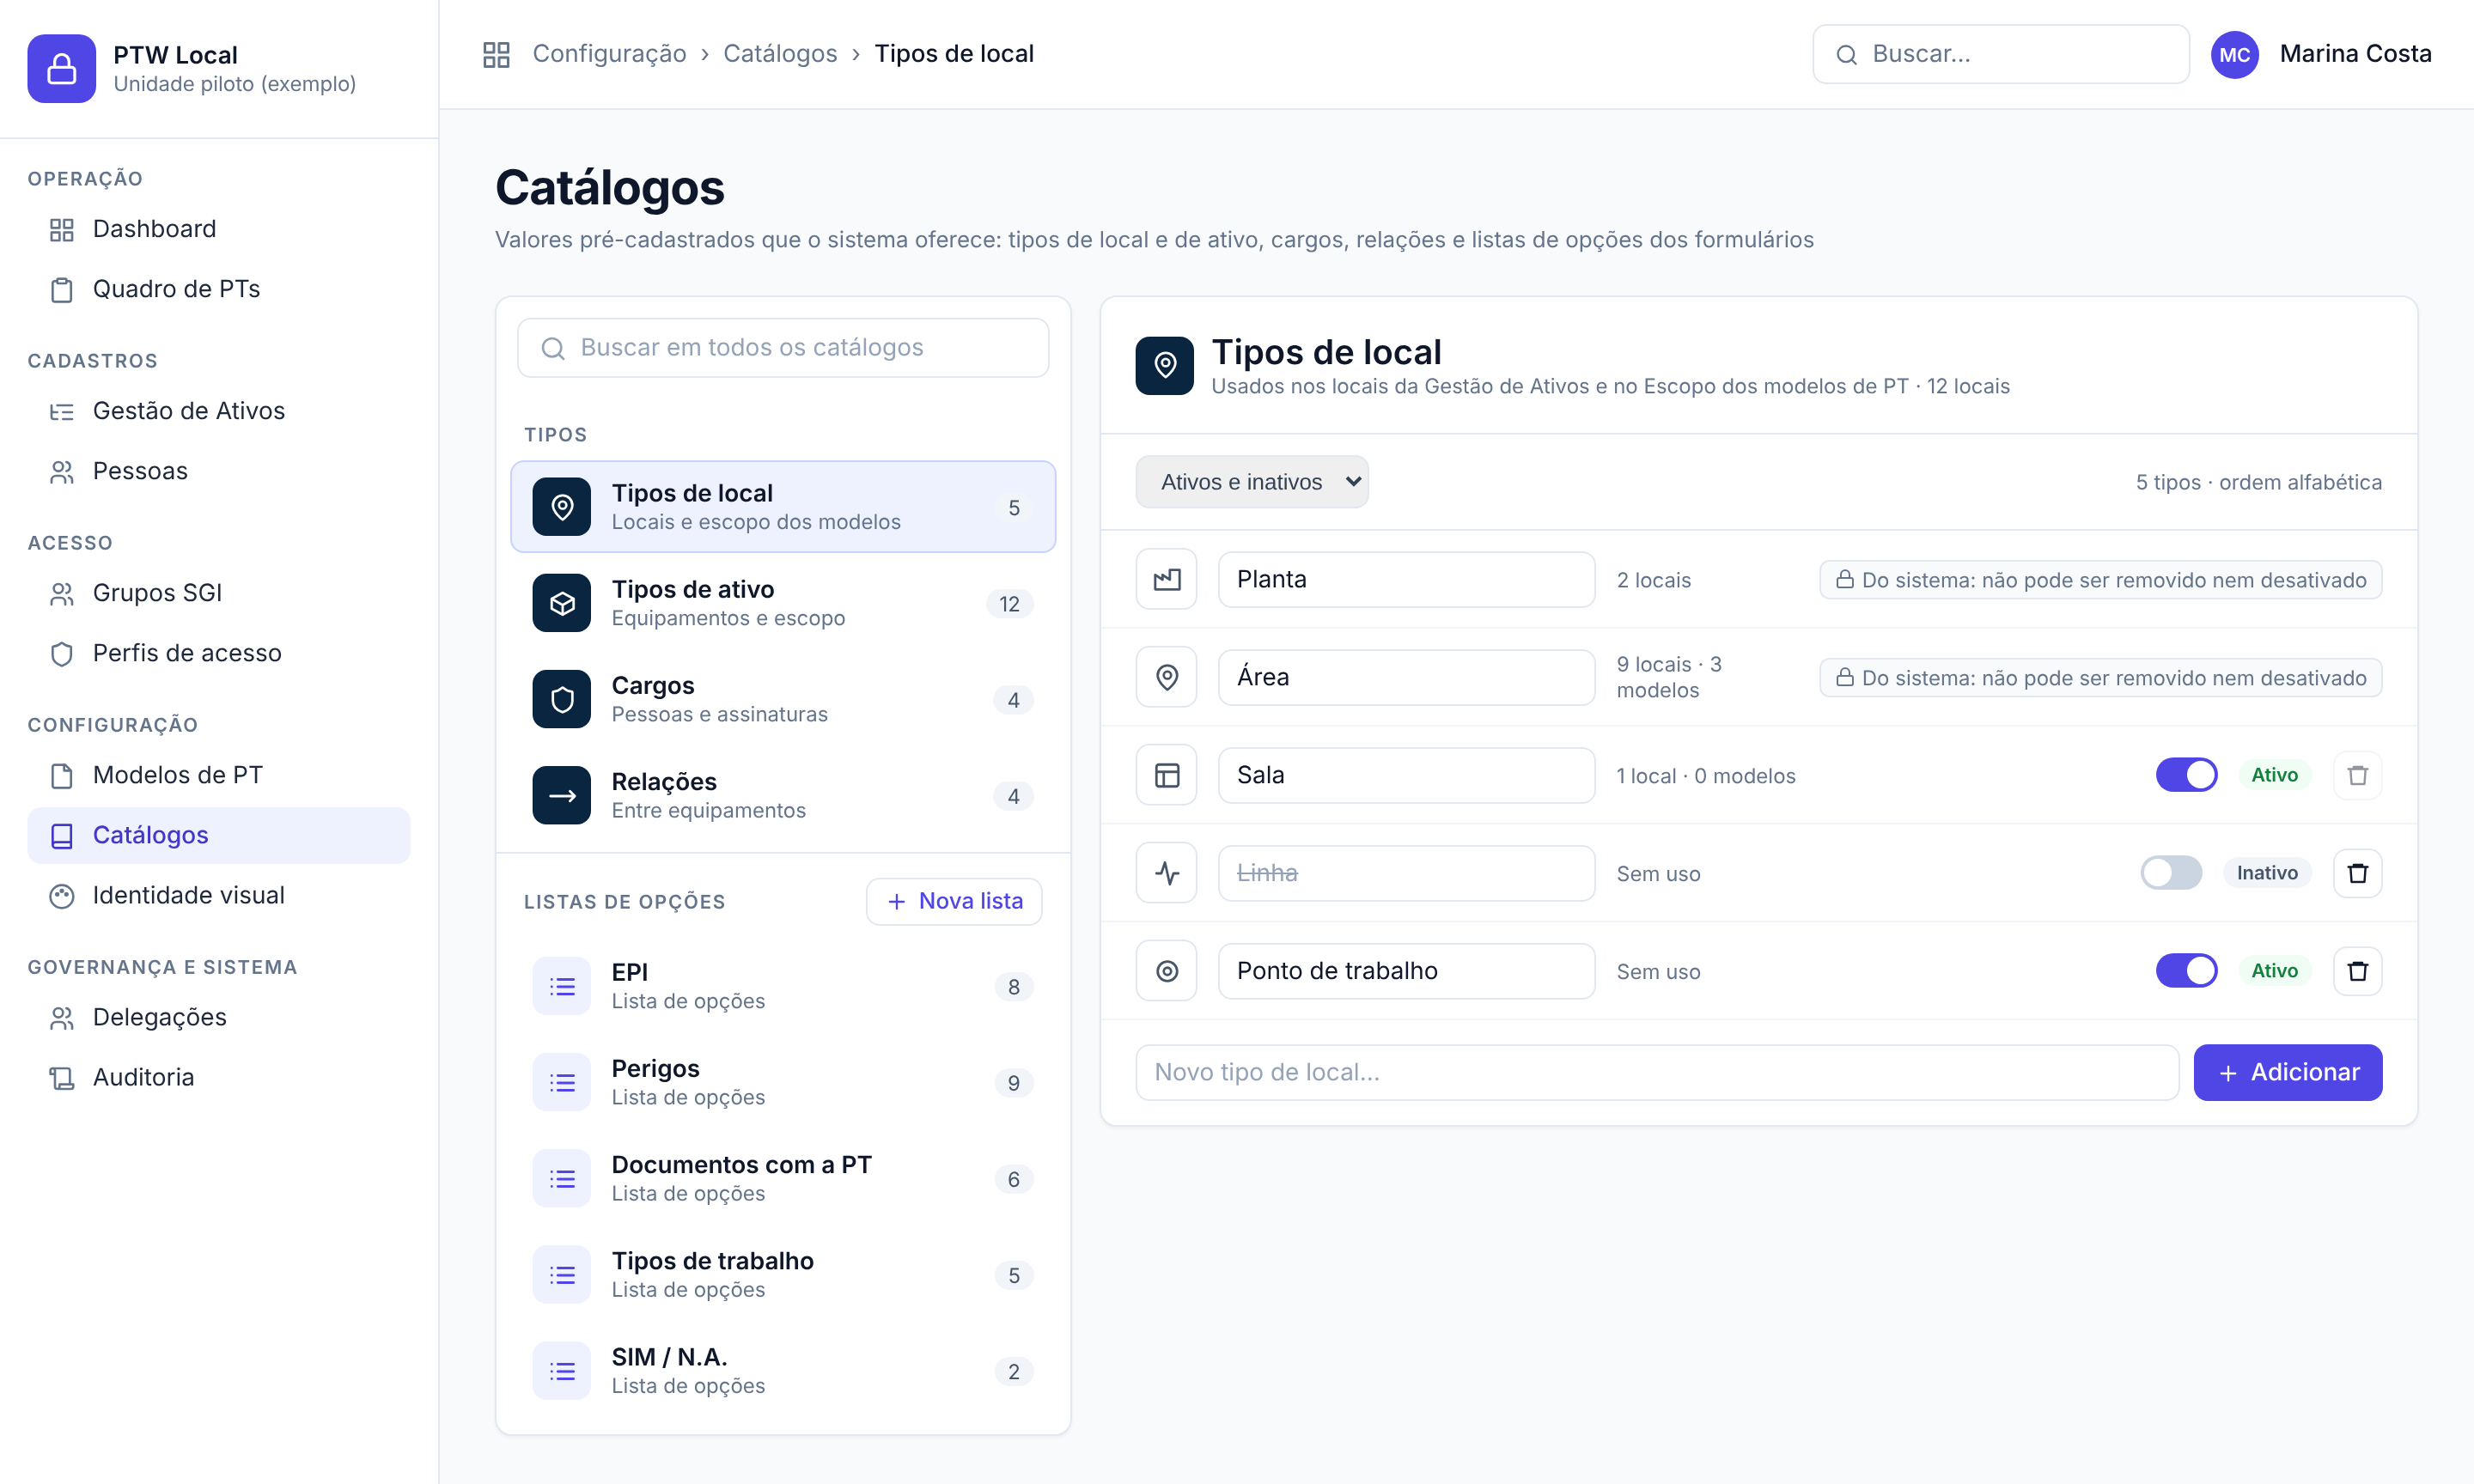 PTW Local
Unidade piloto (exemplo)
OPERAÇÃO
Dashboard
Quadro de PTs
CADASTROS
Gestão de Ativos
Pessoas
ACESSO
Grupos SGI
Perfis de acesso
CONFIGURAÇÃO
Modelos de PT
Catálogos
Identidade visual
GOVERNANÇA E SISTEMA
Delegações
Auditoria
Configuração › Catálogos › Tipos de local
Buscar...
MC
Marina Costa
Catálogos
Valores pré-cadastrados que o sistema oferece: tipos de local e de ativo, cargos, relações e listas de opções dos formulários
Buscar em todos os catálogos
TIPOS
Tipos de local
Locais e escopo dos modelos
5
Tipos de ativo
Equipamentos e escopo
12
Cargos
Pessoas e assinaturas
4
Relações
Entre equipamentos
4
LISTAS DE OPÇÕES
+ Nova lista
EPI
Lista de opções
8
Perigos
Lista de opções
9
Documentos com a PT
Lista de opções
6
Tipos de trabalho
Lista de opções
5
SIM / N.A.
Lista de opções
2
Tipos de local
Usados nos locais da Gestão de Ativos e no Escopo dos modelos de PT · 12 locais
Ativos e inativos
5 tipos · ordem alfabética
Planta
2 locais
Do sistema: não pode ser removido nem desativado
Área
9 locais · 3
modelos
Do sistema: não pode ser removido nem desativado
Sala
1 local · 0 modelos
Ativo
Linha
Sem uso
Inativo
Ponto de trabalho
Sem uso
Ativo
Novo tipo de local...
+ Adicionar